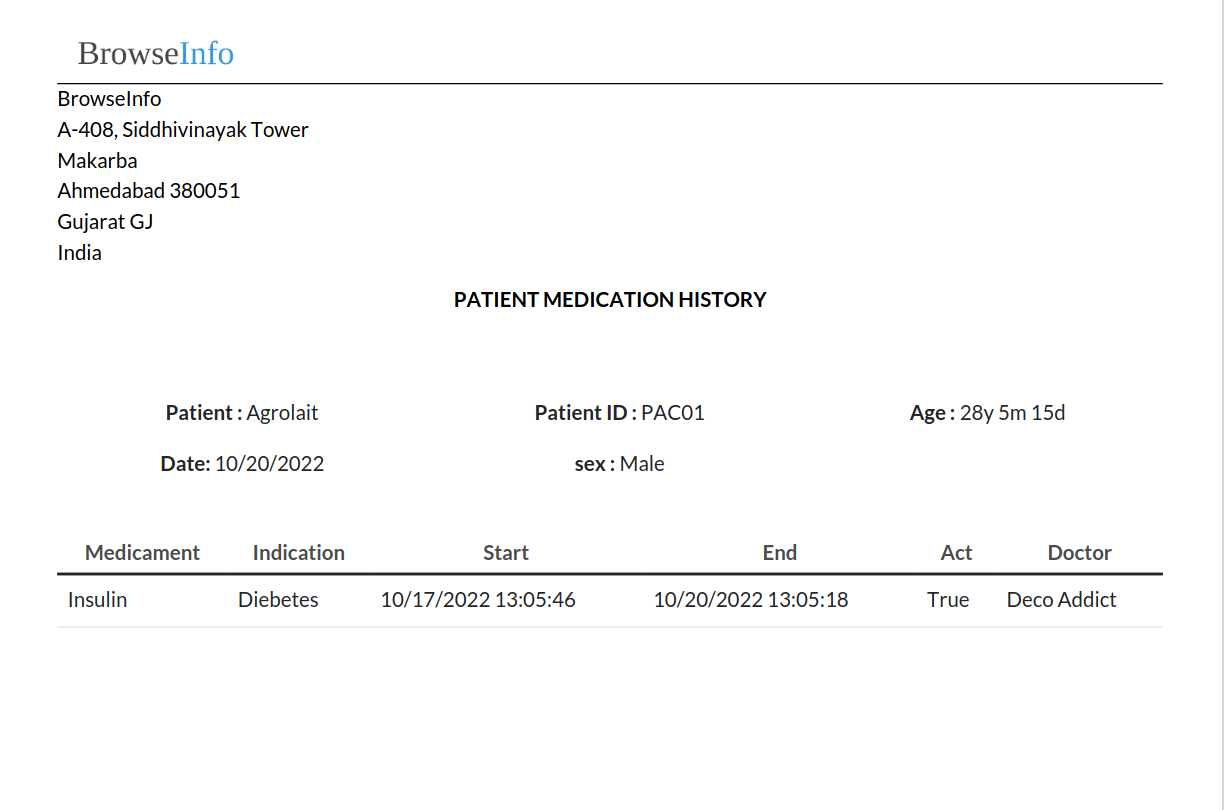 BrowseInfo
BrowseInfo
A-408, Siddhivinayak Tower
Makarba
Ahmedabad 380051
Gujarat GJ
India
PATIENT MEDICATION HISTORY
Patient : Agrolait Patient ID : PAC01 Age : 28y 5m 15d
Date: 10/20/2022 sex : Male
Medicament Indication Start End Act Doctor
Insulin Diebetes 10/17/2022 13:05:46 10/20/2022 13:05:18 True Deco Addict